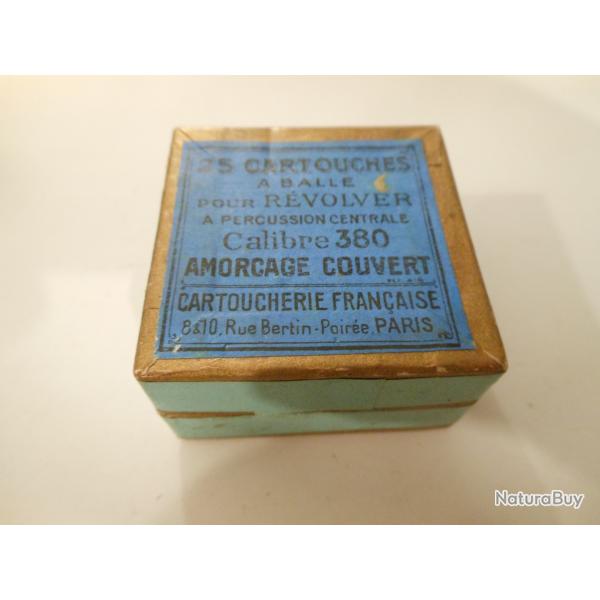 25 CARTOUCHES
A BALLE
POUR RÉVOLVER
A PERCUSSION CENTRALE
Calibre 380
AMORCAGE COUVERT
CARTOUCHERIE FRANÇAISE
8&10, Rue Bertin-Poirée, PARIS
NaturaBuy